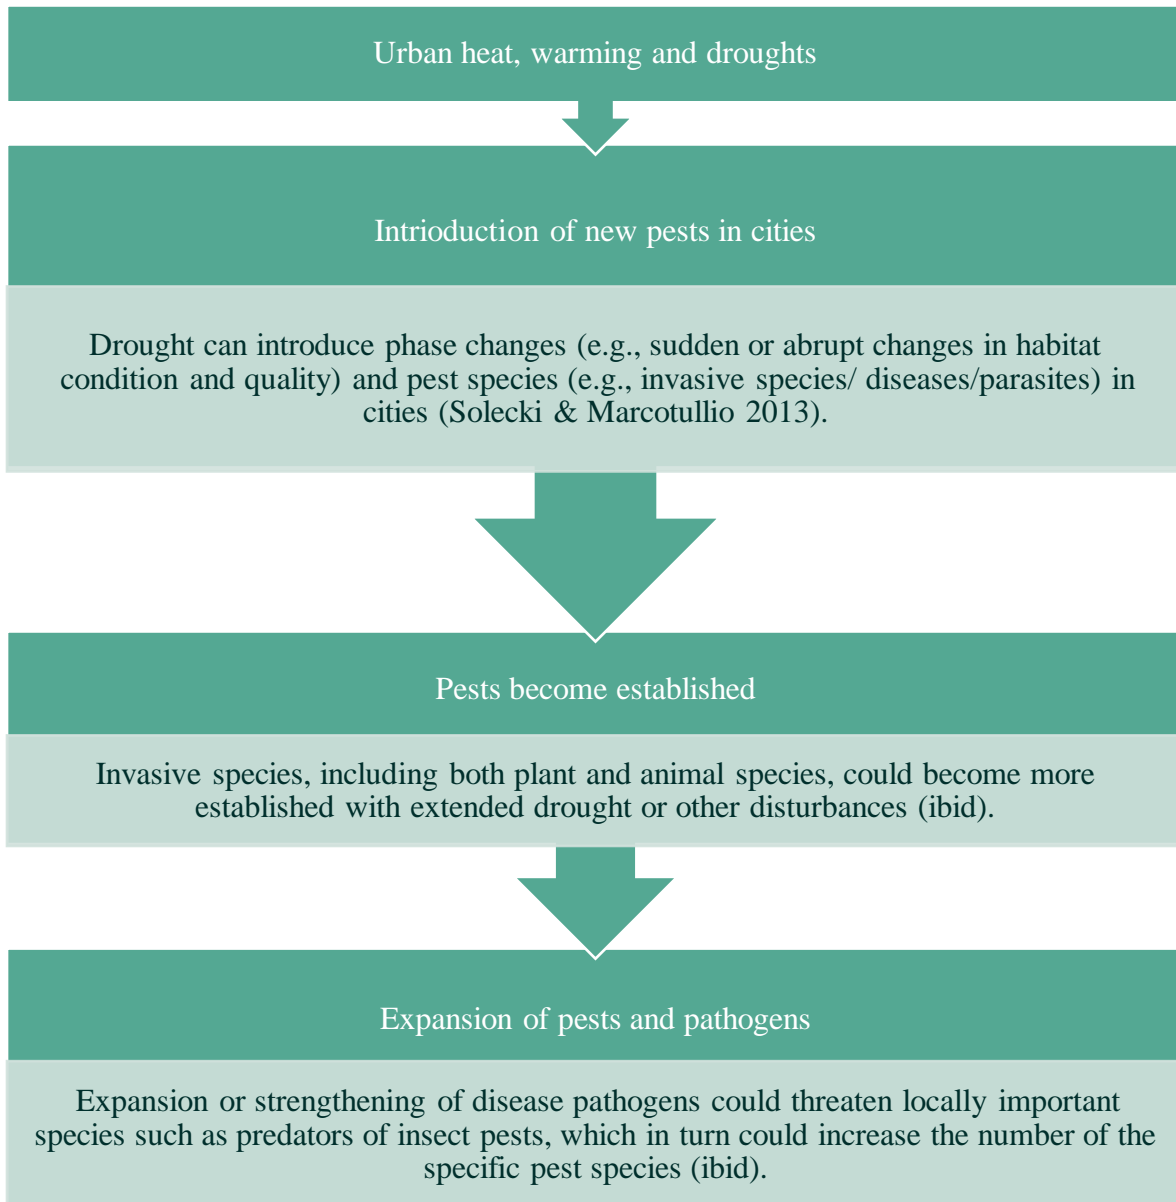 Urban heat, warming and droughts
Intrioduction of new pests in cities
Drought can introduce phase changes (e.g., sudden or abrupt changes in habitat
condition and quality) and pest species (e.g., invasive species/ diseases/parasites) in
cities (Solecki & Marcotullio 2013).
Pests become established
Invasive species, including both plant and animal species, could become more
established with extended drought or other disturbances (ibid).
Expansion of pests and pathogens
Expansion or strengthening of disease pathogens could threaten locally important
species such as predators of insect pests, which in turn could increase the number of the
specific pest species (ibid).